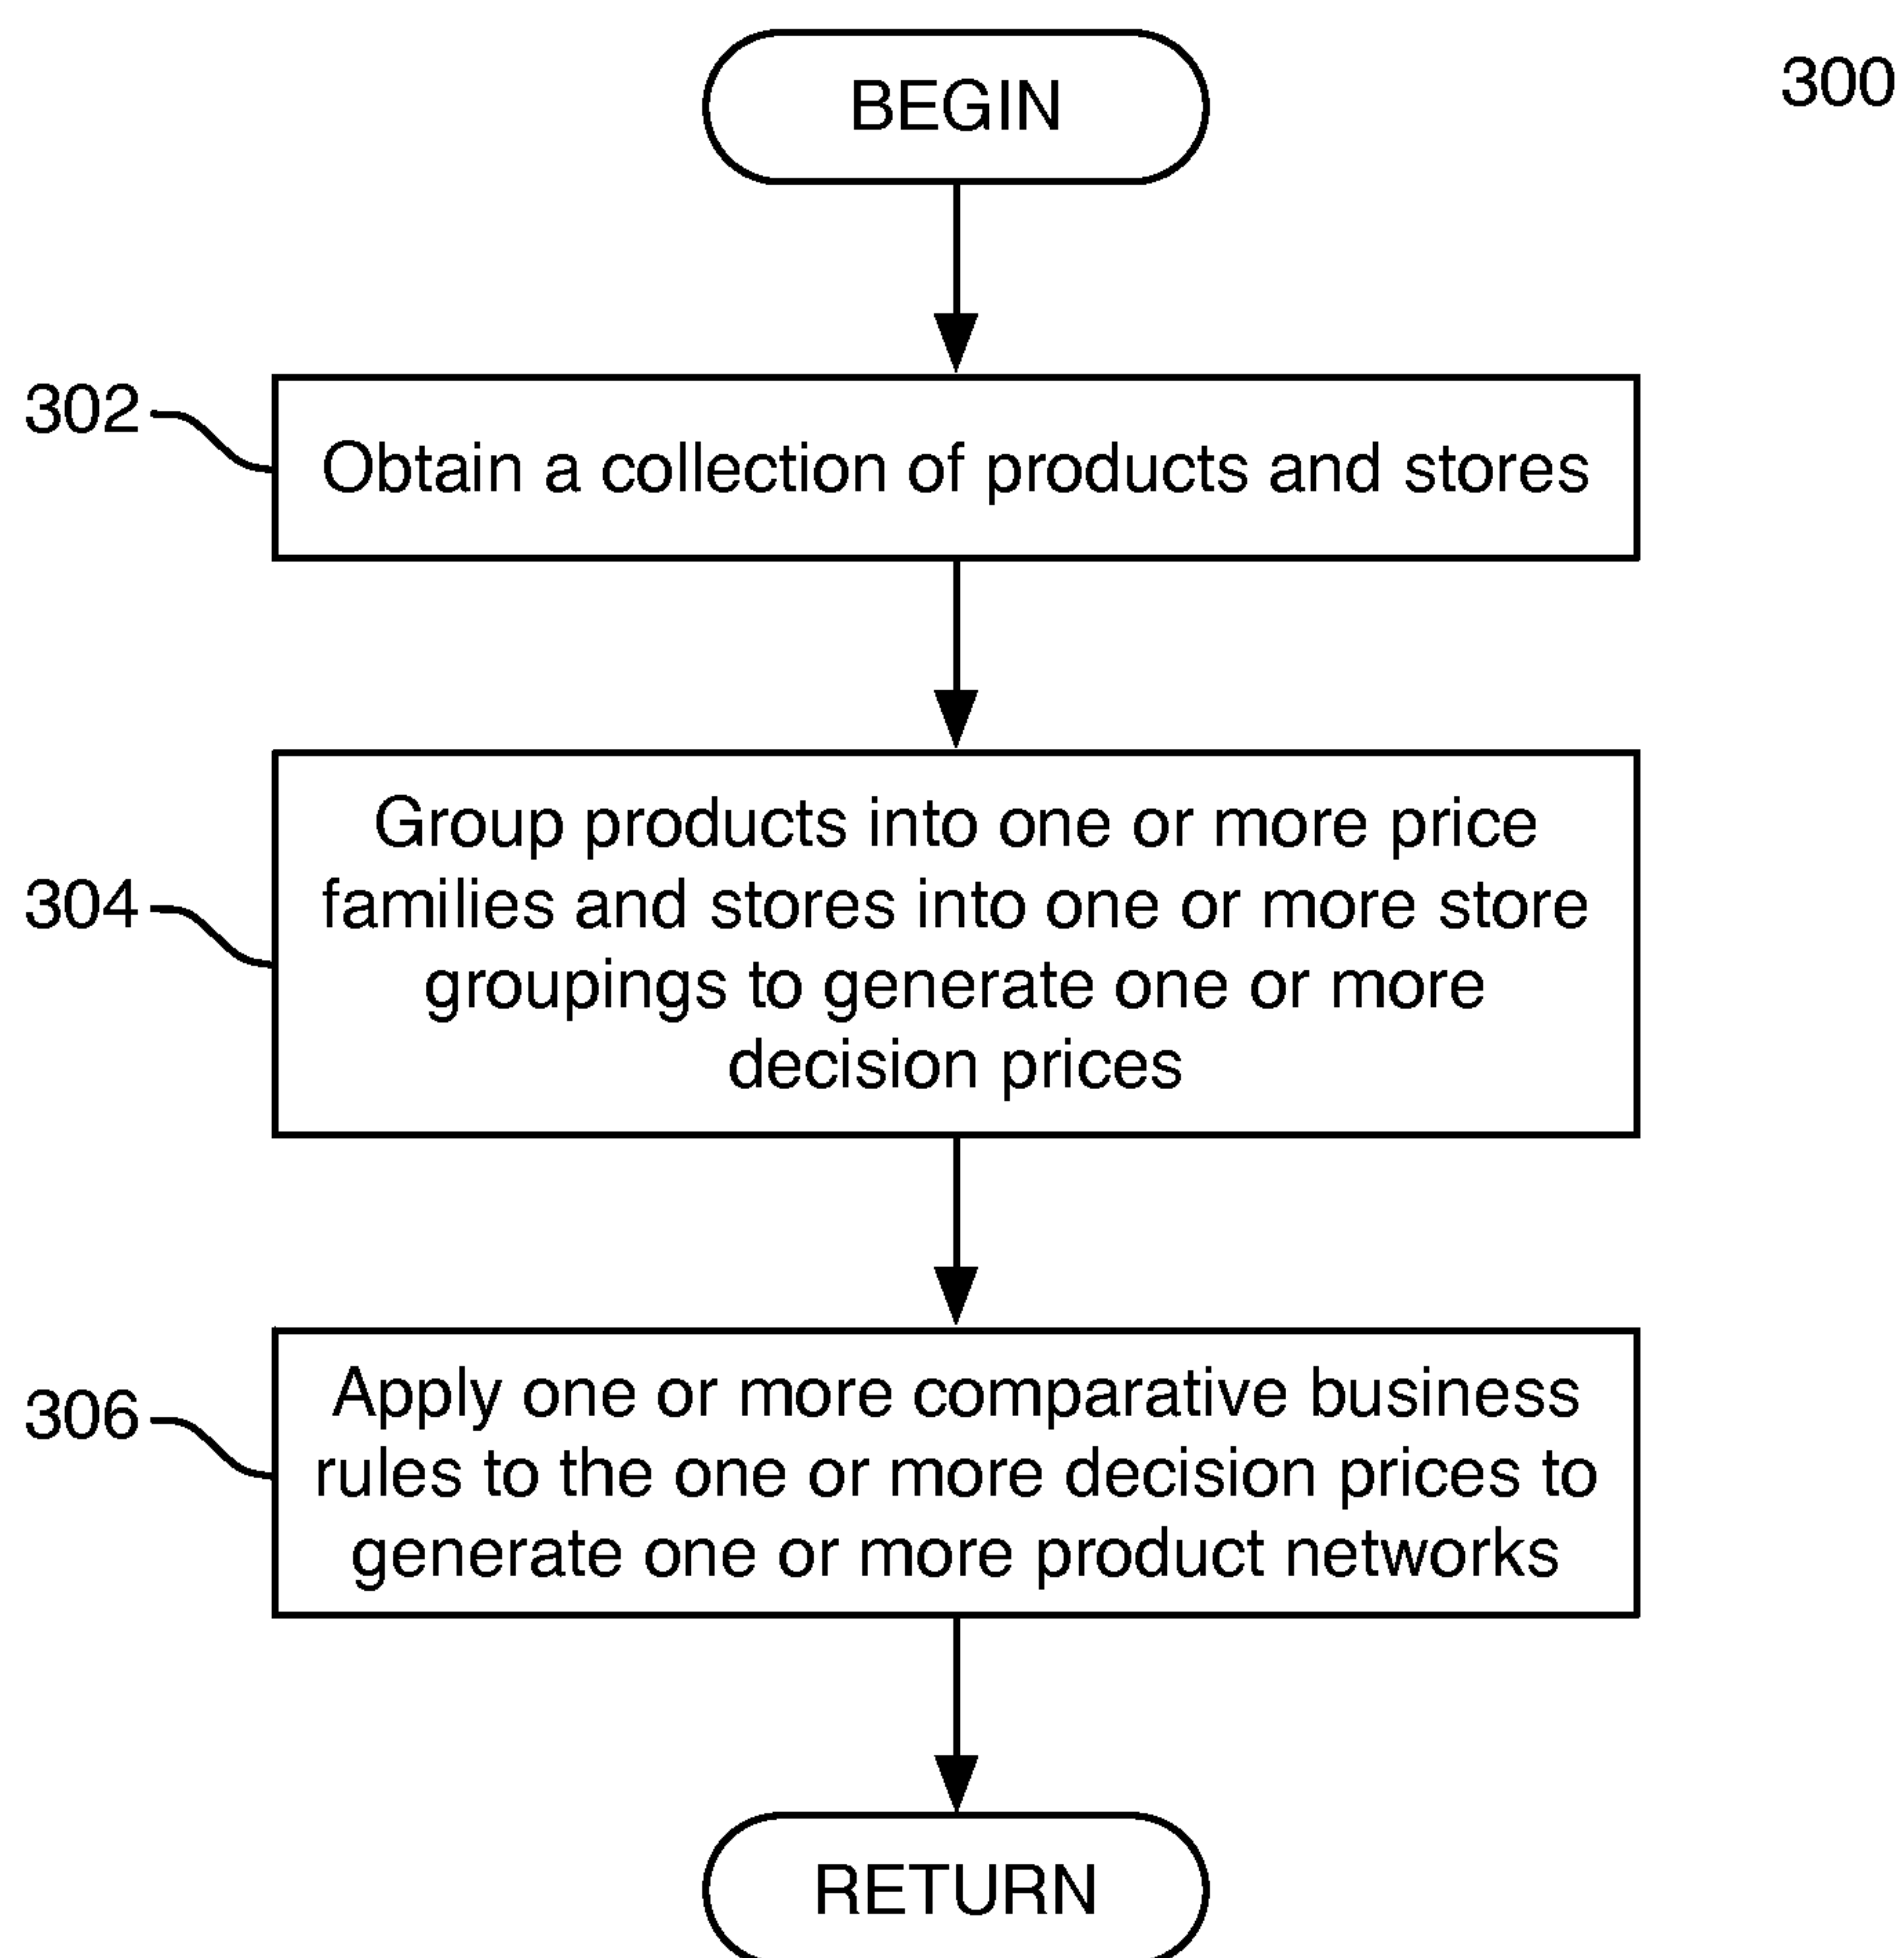 BEGIN
300
302
Obtain a collection of products and stores
304
Group products into one or more price
families and stores into one or more store
groupings to generate one or more
decision prices
306
Apply one or more comparative business
rules to the one or more decision prices to
generate one or more product networks
RETURN